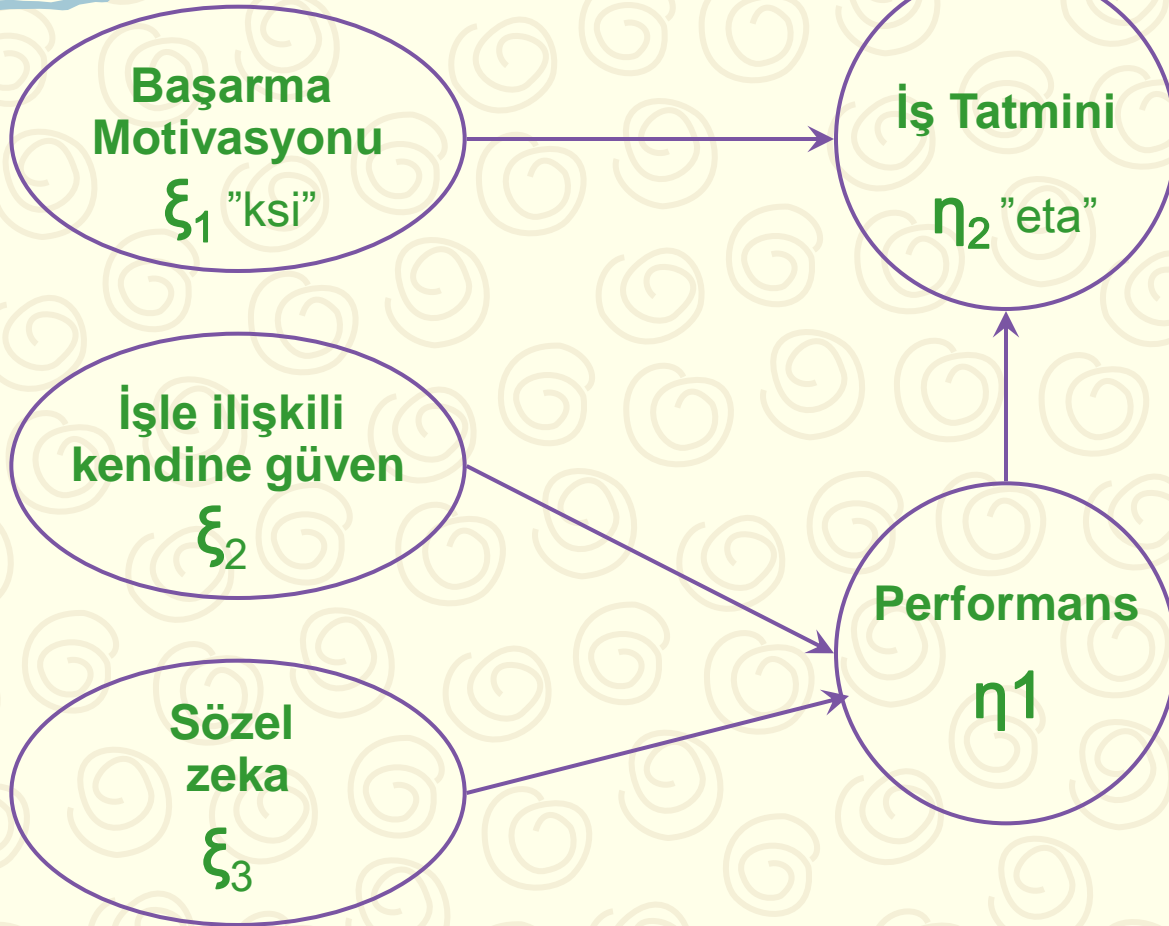 Başarma
Motivasyonu
ξ1 ”ksi”
İş Tatmini
η2 ”eta”
İşle ilişkili
kendine güven
ξ2
Performans
η1
Sözel
zeka
ξ3